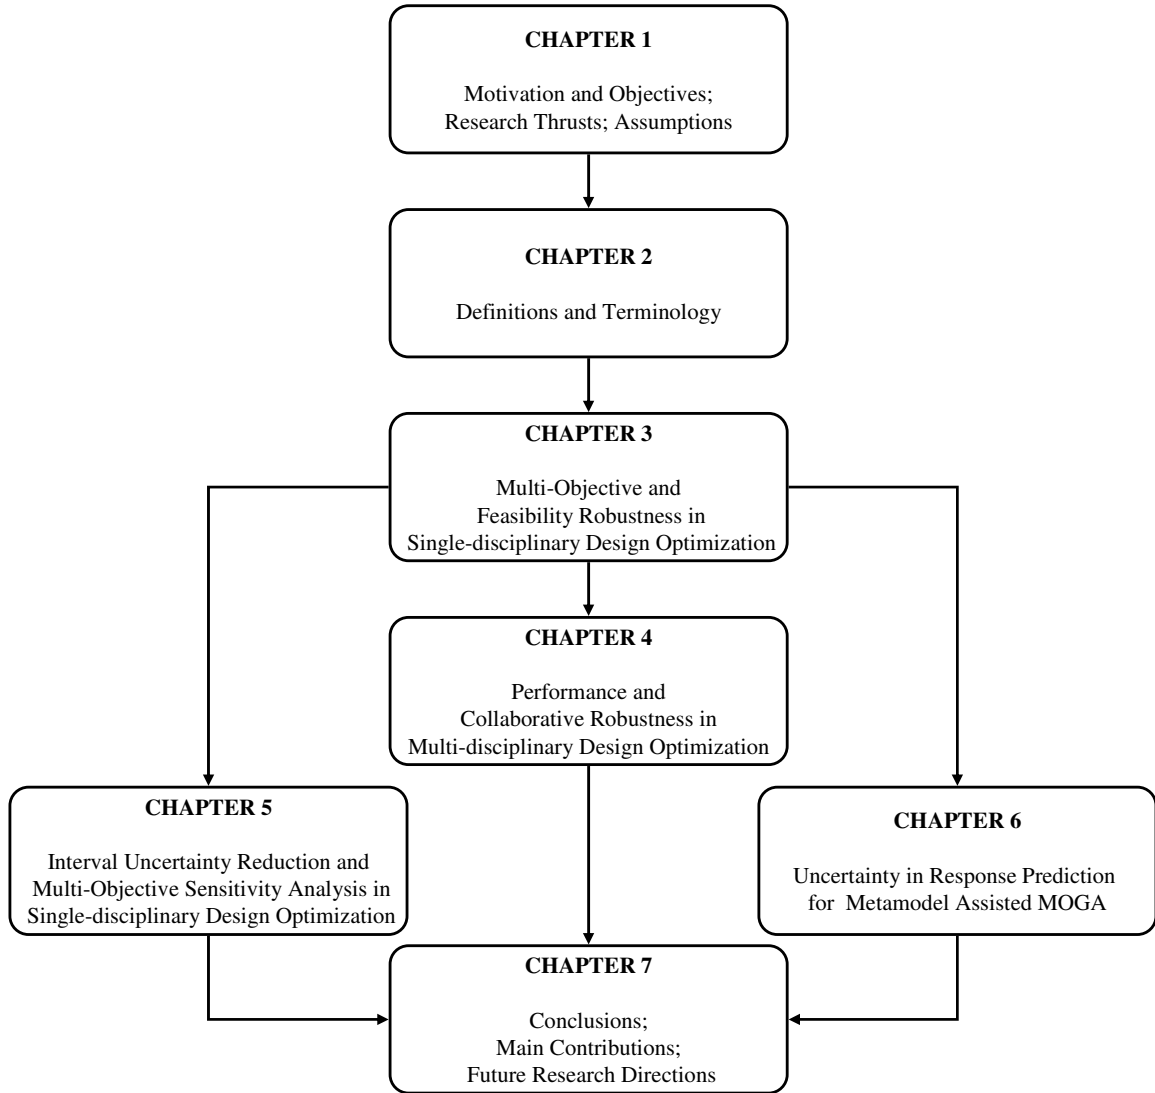 CHAPTER 1
Motivation and Objectives;
Research Thrusts; Assumptions
CHAPTER 2
Definitions and Terminology
CHAPTER 3
Multi-Objective and
Feasibility Robustness in
Single-disciplinary Design Optimization
CHAPTER 4
Performance and
Collaborative Robustness in
Multi-disciplinary Design Optimization
CHAPTER 5
Interval Uncertainty Reduction and
Multi-Objective Sensitivity Analysis in
Single-disciplinary Design Optimization
CHAPTER 6
Uncertainty in Response Prediction
for Metamodel Assisted MOGA
CHAPTER 7
Conclusions;
Main Contributions;
Future Research Directions